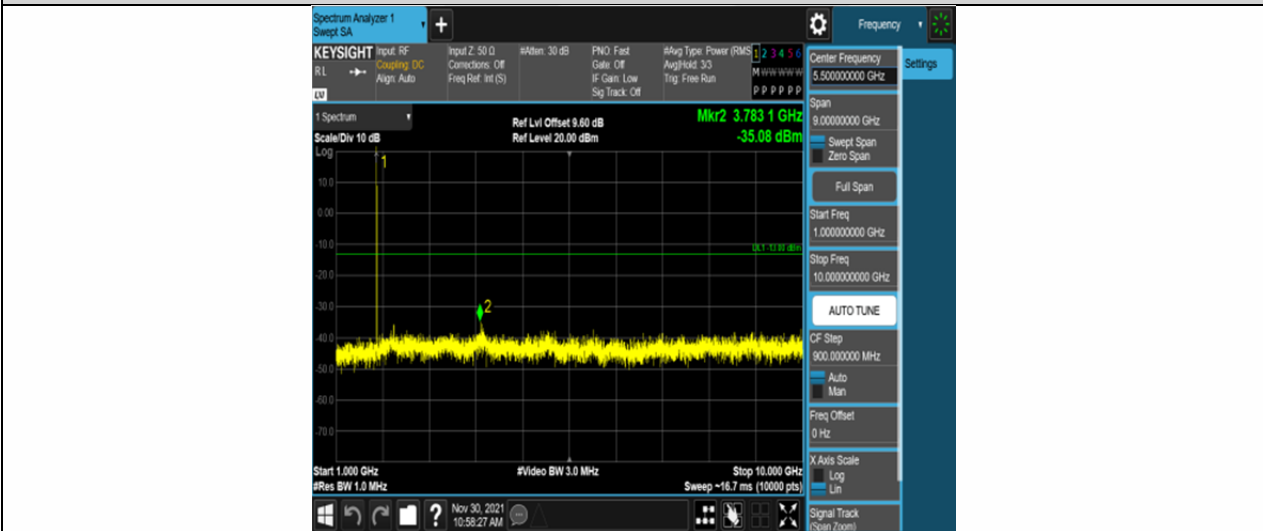 Spectrum Analyzer 1
Swept SA
+
Frequency
KEYSIGHT
RL
LV
Input: RF
Coupling: DC
Align: Auto
Input Z: 50 Ω
Corrections: Off
Freq Ref: Int (S)
#Atten: 30 dB
PNO: Fast
Gate: Off
IF Gain: Low
Sig Track: Off
#Avg Type: Power (RMS
Avg|Hold: 3/3
Trig: Free Run
1 2 3 4 5 6
M W W W W W
P P P P P P
Center Frequency
5.500000000 GHz
Settings
Span
9.00000000 GHz
Swept Span
Zero Span
Full Span
Start Freq
1.000000000 GHz
Stop Freq
10.000000000 GHz
AUTO TUNE
CF Step
900.000000 MHz
Auto
Man
Freq Offset
0 Hz
X Axis Scale
Log
Lin
Signal Track
(Span Zoom)
1 Spectrum
Scale/Div 10 dB
Log
Ref Lvl Offset 9.60 dB
Ref Level 20.00 dBm
Mkr2 3.783 1 GHz
-35.08 dBm
1
10.0
0.00
-10.0
DL1 -13.00 dBm
-20.0
-30.0
2
-40.0
-50.0
-60.0
-70.0
Start 1.000 GHz
#Video BW 3.0 MHz
Stop 10.000 GHz
#Res BW 1.0 MHz
Sweep ~16.7 ms (10000 pts)
?
Nov 30, 2021
10:58:27 AM